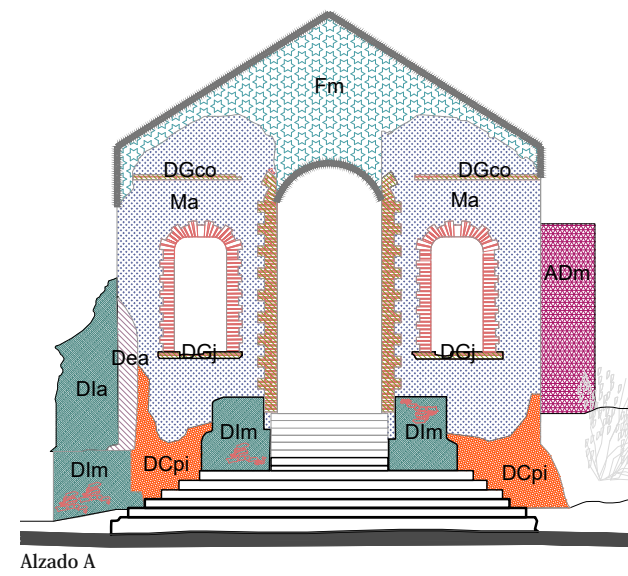 Fm
DGco
DGco
Ma
Ma
ADm
DGj
DGj
Dea
DIa
DIm
DIm
DIm
DCpi
DCpi
Alzado A